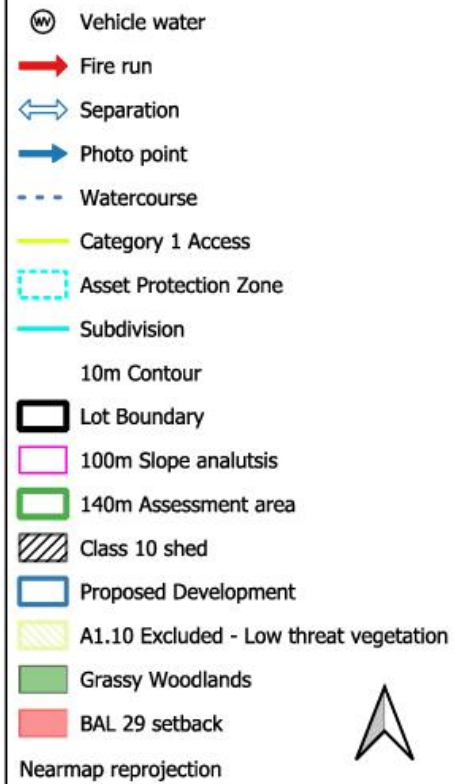 WV Vehicle water
Fire run
Separation
Photo point
Watercourse
Category 1 Access
Asset Protection Zone
Subdivision
10m Contour
Lot Boundary
100m Slope analutsis
140m Assessment area
Class 10 shed
Proposed Development
A1.10 Excluded - Low threat vegetation
Grassy Woodlands
BAL 29 setback
Nearmap reprojection